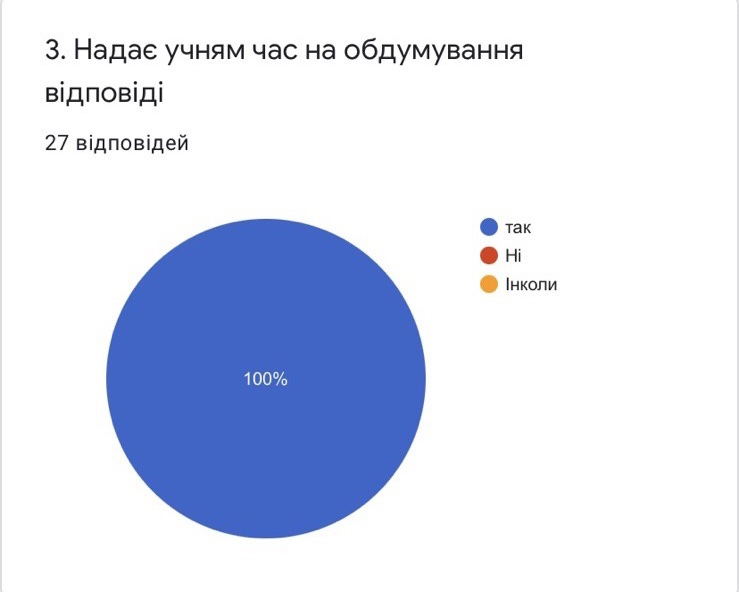 3. Надає учням час на обдумування
відповіді
27 відповідей
так
Ні
Інколи
100%